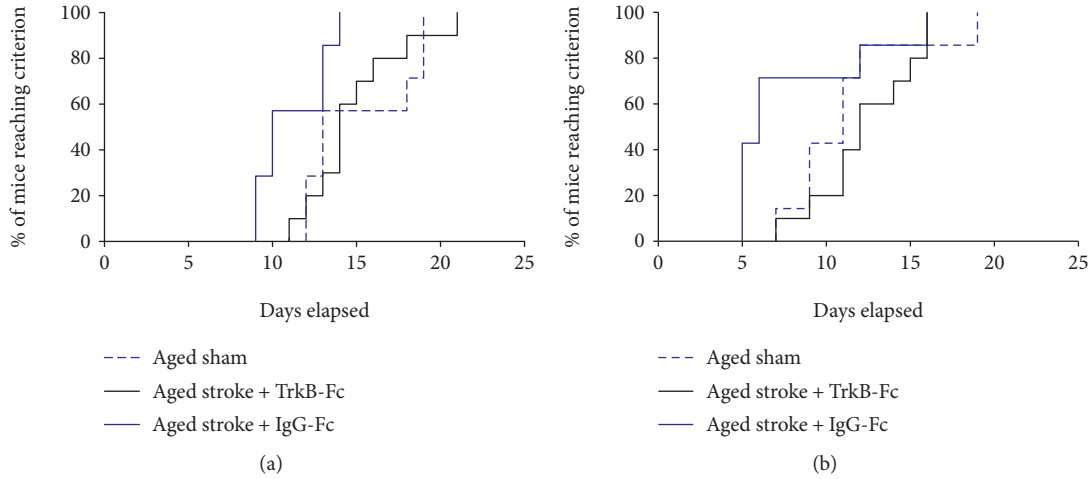 % of mice reaching criterion
100
80
60
40
20
0
0 5 10 15 20 25
Days elapsed
Aged sham
Aged stroke + TrkB-Fc
Aged stroke + IgG-Fc
(a)
% of mice reaching criterion
100
80
60
40
20
0
0 5 10 15 20 25
Days elapsed
Aged sham
Aged stroke + TrkB-Fc
Aged stroke + IgG-Fc
(b)